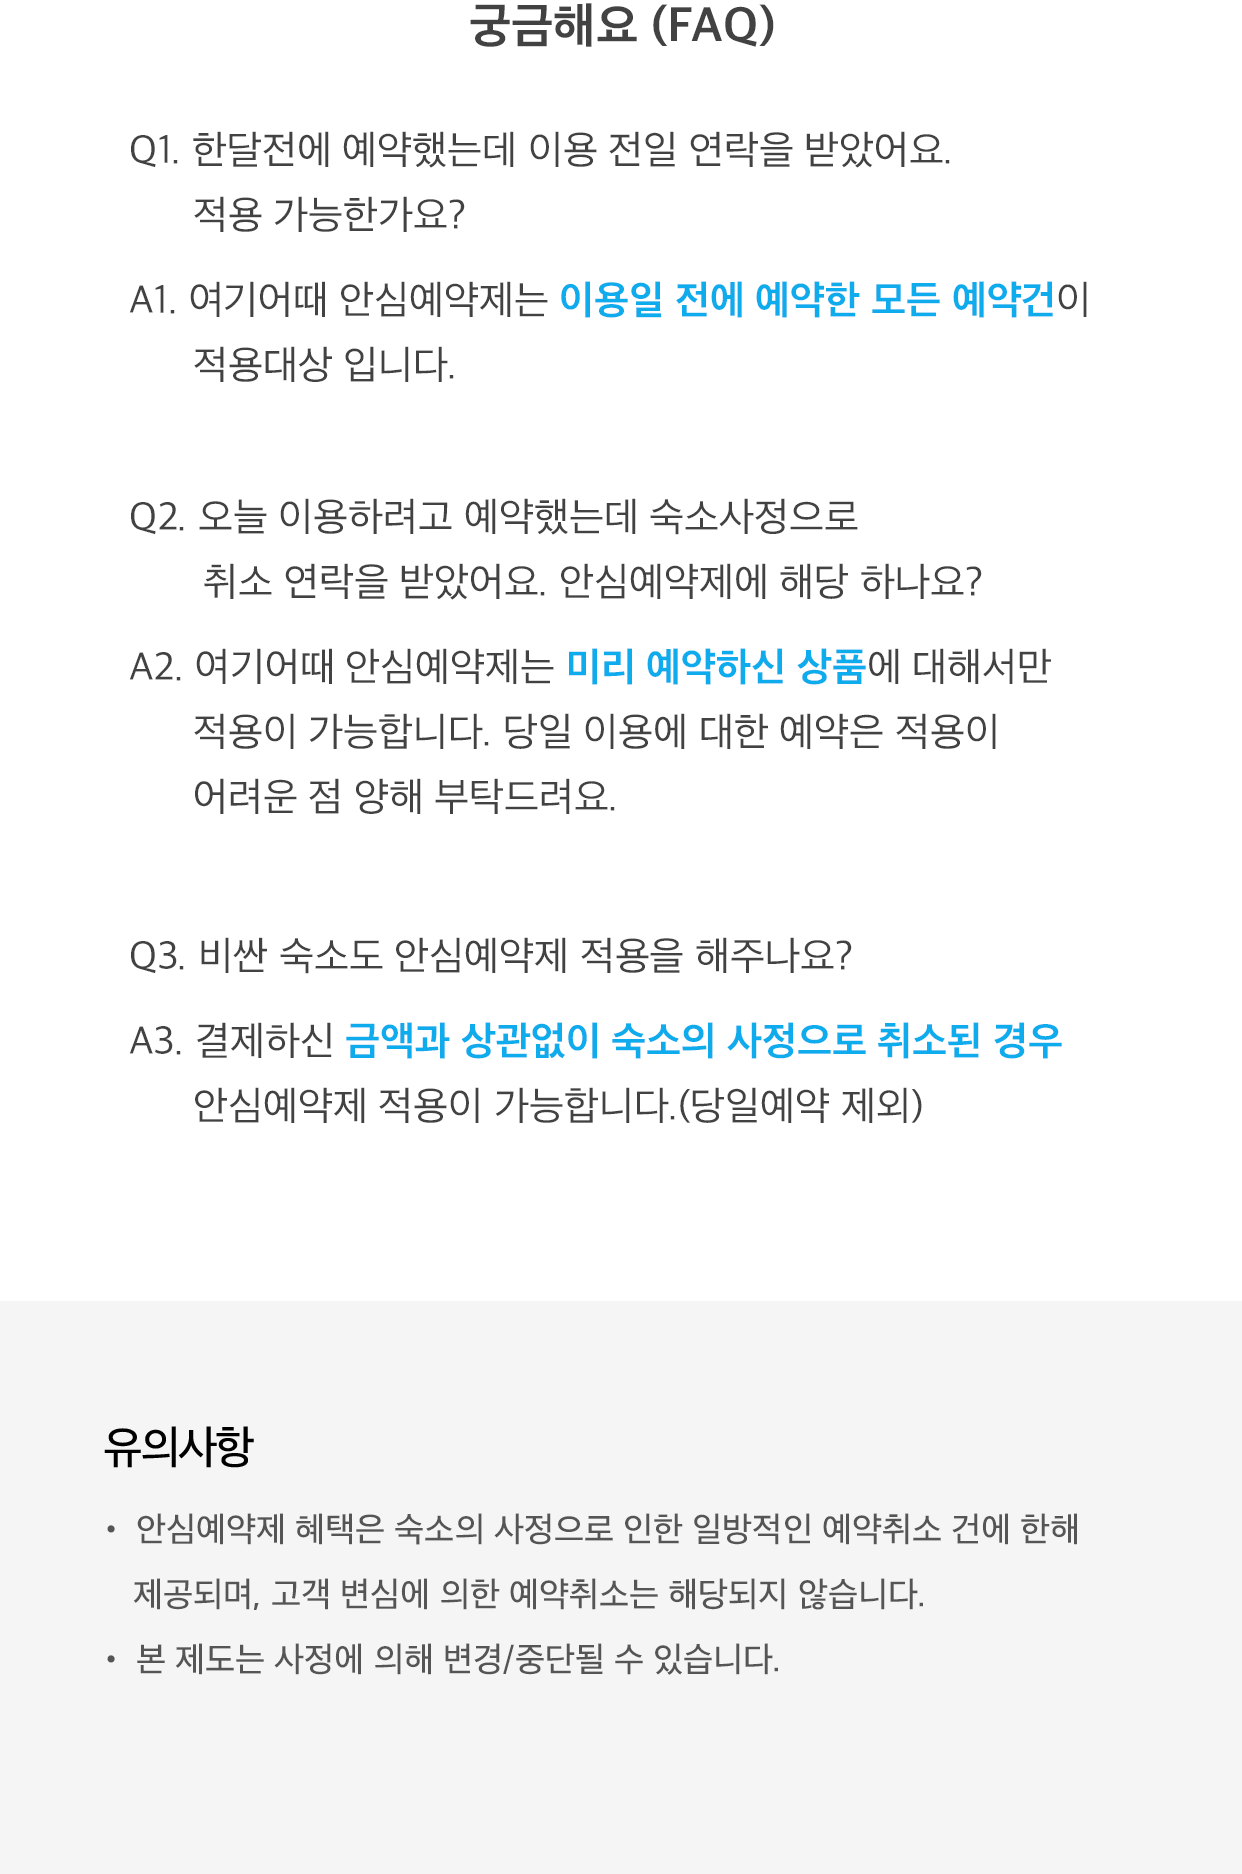 궁금해요 (FAQ)
Q1. 한달전에 예약했는데 이용 전일 연락을 받았어요.
적용 가능한가요?
A1. 여기어때 안심예약제는 이용일 전에 예약한 모든 예약건이
적용대상 입니다.
Q2. 오늘 이용하려고 예약했는데 숙소사정으로
취소 연락을 받았어요. 안심예약제에 해당 하나요?
A2. 여기어때 안심예약제는 미리 예약하신 상품에 대해서만
적용이 가능합니다. 당일 이용에 대한 예약은 적용이
어려운 점 양해 부탁드려요.
Q3. 비싼 숙소도 안심예약제 적용을 해주나요?
A3. 결제하신 금액과 상관없이 숙소의 사정으로 취소된 경우
안심예약제 적용이 가능합니다.(당일예약 제외)
유의사항
• 안심예약제 혜택은 숙소의 사정으로 인한 일방적인 예약취소 건에 한해
제공되며, 고객 변심에 의한 예약취소는 해당되지 않습니다.
• 본 제도는 사정에 의해 변경/중단될 수 있습니다.